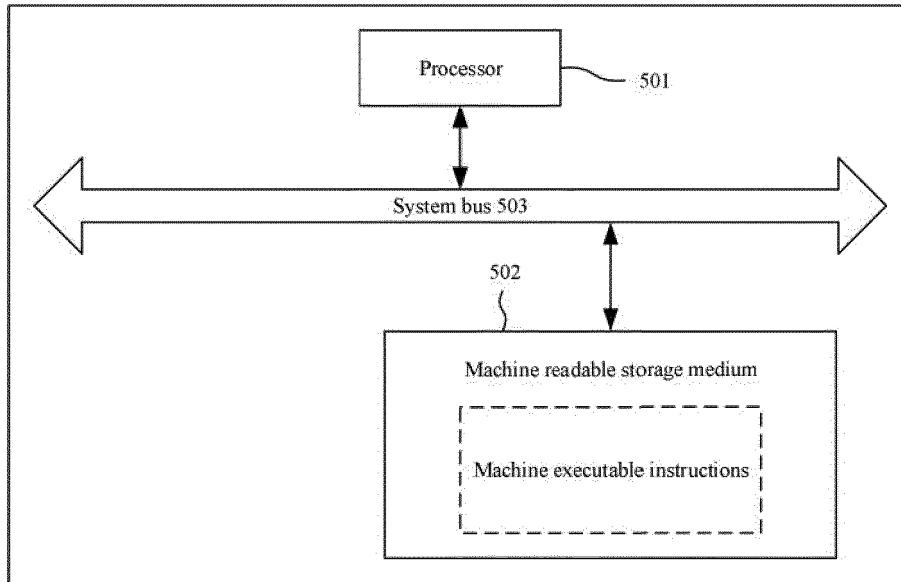 Processor
501
System bus 503
502
Machine readable storage medium
Machine executable instructions